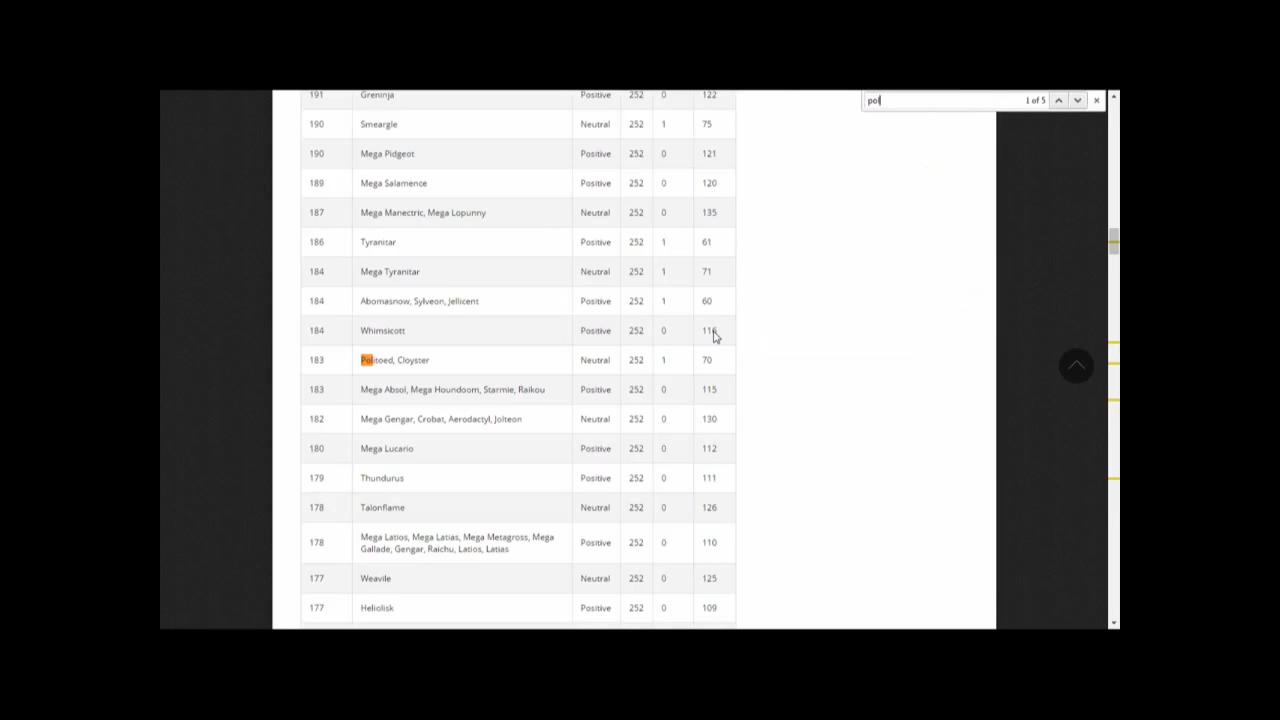 pol 1 of 5
191 Greninja Positive 252 0 122
190 Smeargle Neutral 252 1 75
190 Mega Pidgeot Positive 252 0 121
189 Mega Salamence Positive 252 0 120
187 Mega Manectric, Mega Lopunny Neutral 252 0 135
186 Tyranitar Positive 252 1 61
184 Mega Tyranitar Neutral 252 1 71
184 Abomasnow, Sylveon, Jellicent Positive 252 1 60
184 Whimsicott Positive 252 0 116
183 Politoed, Cloyster Neutral 252 1 70
183 Mega Absol, Mega Houndoom, Starmie, Raikou Positive 252 0 115
182 Mega Gengar, Crobat, Aerodactyl, Jolteon Neutral 252 0 130
180 Mega Lucario Positive 252 0 112
179 Thundurus Positive 252 0 111
178 Talonflame Neutral 252 0 126
178 Mega Latios, Mega Latias, Mega Metagross, Mega
Gallade, Gengar, Raichu, Latios, Latias Positive 252 0 110
177 Weavile Neutral 252 0 125
177 Heliolisk Positive 252 0 109